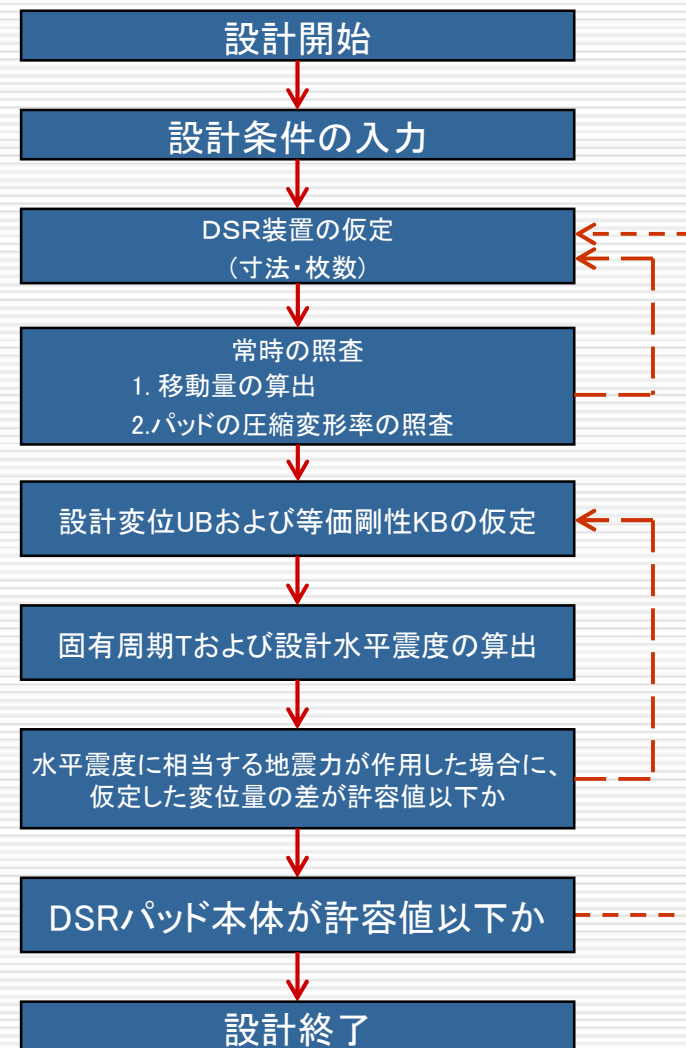 設計開始
設計条件の入力
DSR装置の仮定
(寸法・枚数)
常時の照査
1. 移動量の算出
2.パッドの圧縮変形率の照査
設計変位UBおよび等価剛性KBの仮定
固有周期Tおよび設計水平震度の算出
水平震度に相当する地震力が作用した場合に、
仮定した変位量の差が許容値以下か
DSRパッド本体が許容値以下か
設計終了